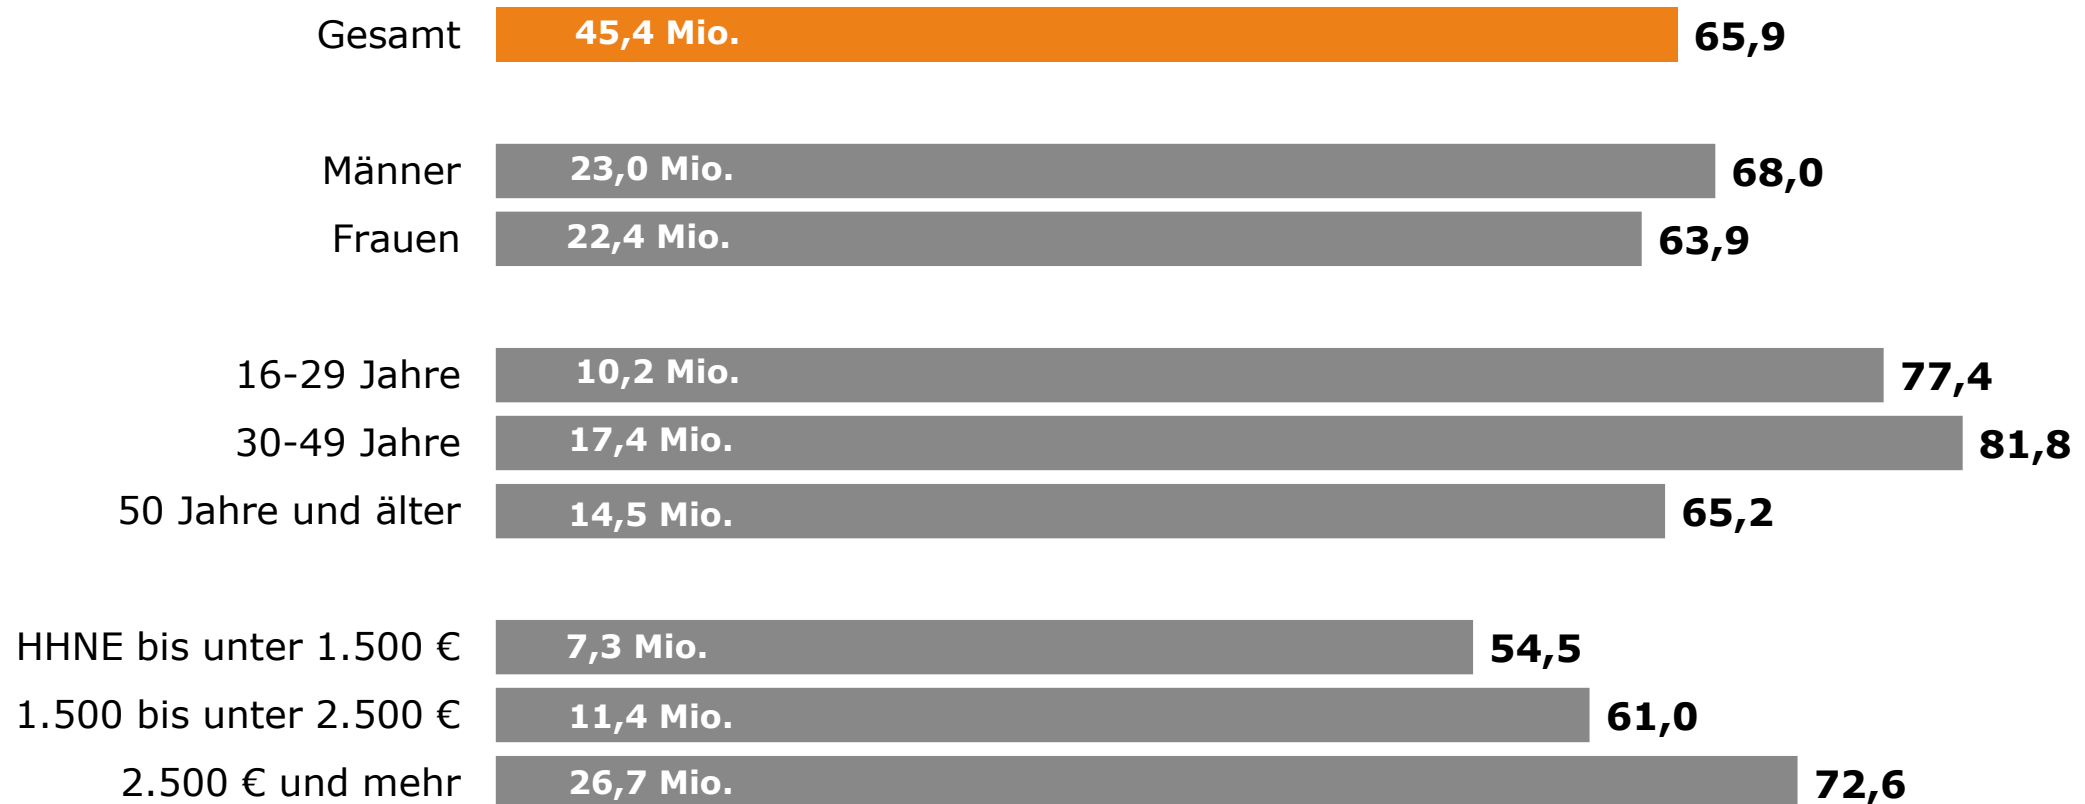 Gesamt 45,4 Mio. 65,9
Männer 23,0 Mio. 68,0
Frauen 22,4 Mio. 63,9
16-29 Jahre 10,2 Mio. 77,4
30-49 Jahre 17,4 Mio. 81,8
50 Jahre und älter 14,5 Mio. 65,2
HHNE bis unter 1.500 € 7,3 Mio. 54,5
1.500 bis unter 2.500 € 11,4 Mio. 61,0
2.500 € und mehr 26,7 Mio. 72,6